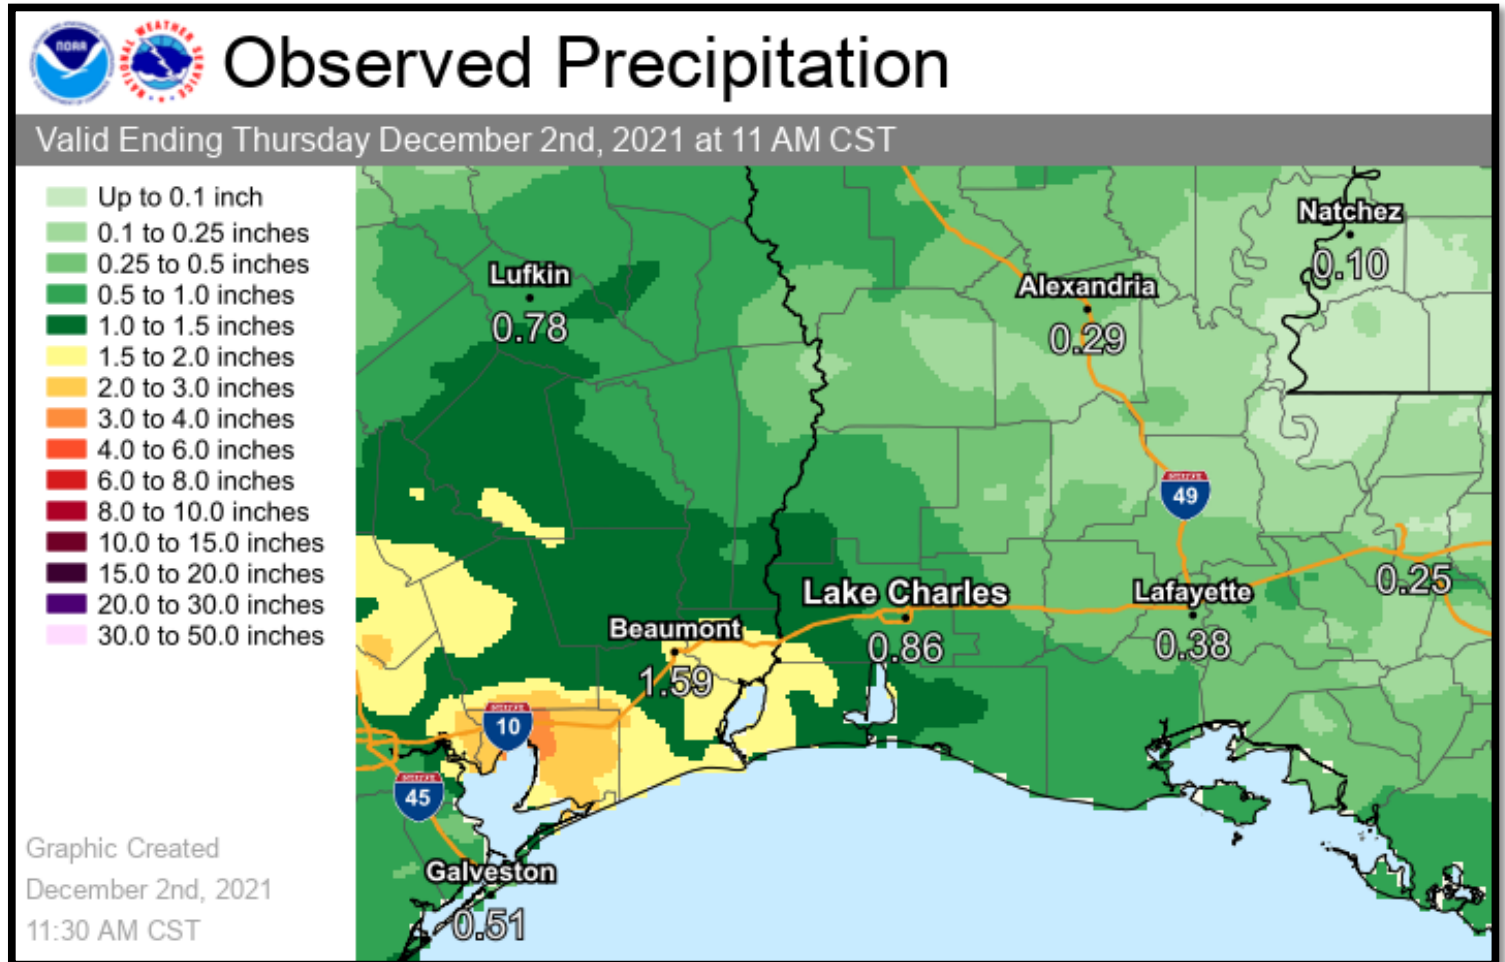 NOAA
NATIONAL WEATHER SERVICE
Observed Precipitation
Valid Ending Thursday December 2nd, 2021 at 11 AM CST
Up to 0.1 inch
0.1 to 0.25 inches
0.25 to 0.5 inches
0.5 to 1.0 inches
1.0 to 1.5 inches
1.5 to 2.0 inches
2.0 to 3.0 inches
3.0 to 4.0 inches
4.0 to 6.0 inches
6.0 to 8.0 inches
8.0 to 10.0 inches
10.0 to 15.0 inches
15.0 to 20.0 inches
20.0 to 30.0 inches
30.0 to 50.0 inches
Graphic Created
December 2nd, 2021
11:30 AM CST
Natchez
0.10
Lufkin
0.78
Alexandria
0.29
49
Lake Charles
0.86
Lafayette
0.38
0.25
Beaumont
1.59
10
45
Galveston
0.51